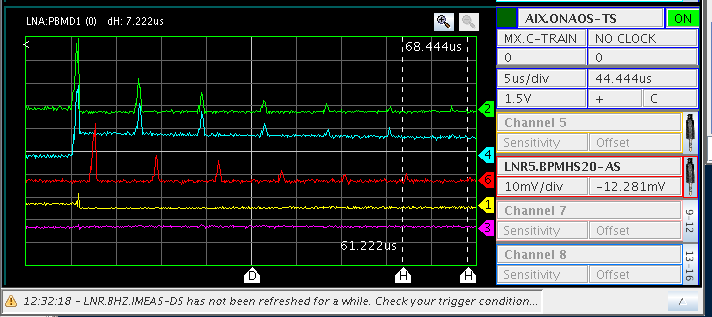 LNA:PBMD1 (0) dH: 7.222us
AIX.ONAOS-TS ON
MX.C-TRAIN NO CLOCK
0 0
5us/div 44.444us
1.5V + C
Channel 5
Sensitivity Offset
LNR5.BPMHS20-AS
10mV/div -12.281mV
Channel 7
Sensitivity Offset
Channel 8
Sensitivity Offset
9-12
13-16
<
68.444us
61.222us
2
4
1
3
D H H
12:32:18 - LNR.BHZ.IMEAS-DS has not been refreshed for a while. Check your trigger condition...